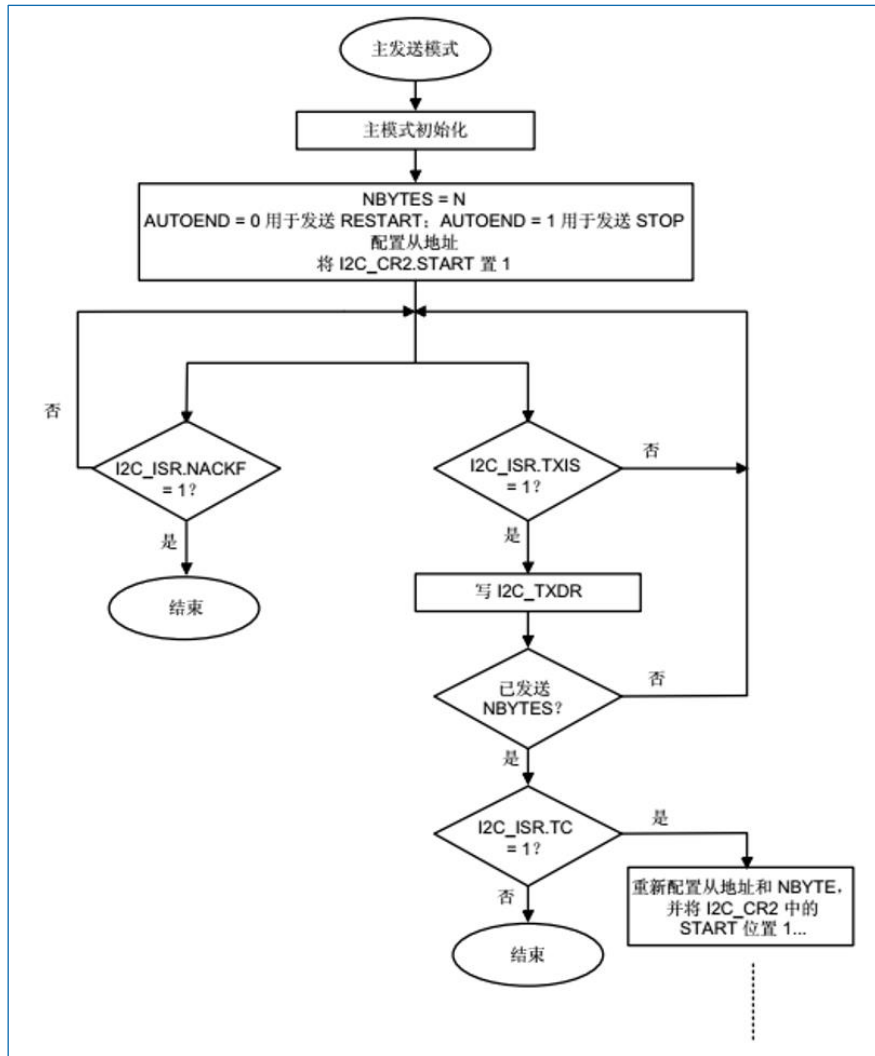 主发送模式
主模式初始化
NBYTES = N
AUTOEND = 0 用于发送 RESTART；AUTOEND = 1 用于发送 STOP
配置从地址
将 I2C_CR2.START 置 1
否
I2C_ISR.NACKF
= 1？
是
结束
I2C_ISR.TXIS
= 1？
否
是
写 I2C_TXDR
已发送
NBYTES？
否
是
I2C_ISR.TC
= 1？
是
否
结束
重新配置从地址和 NBYTE，
并将 I2C_CR2 中的
START 位置 1...